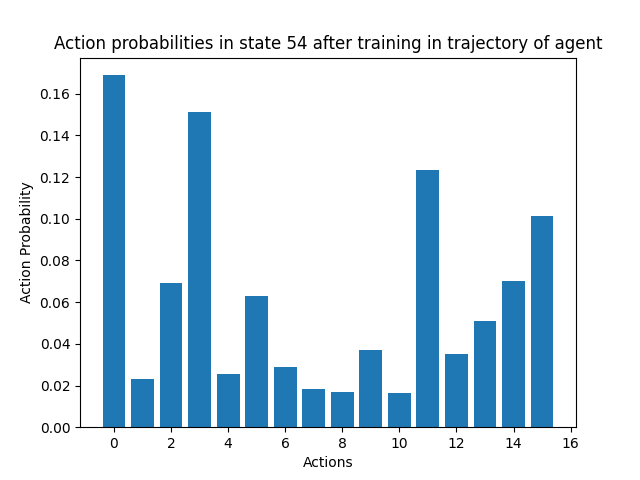 Action probabilities in state 54 after training in trajectory of agent
Action Probability
0.16
0.14
0.12
0.10
0.08
0.06
0.04
0.02
0.00
0 2 4 6 8 10 12 14 16
Actions